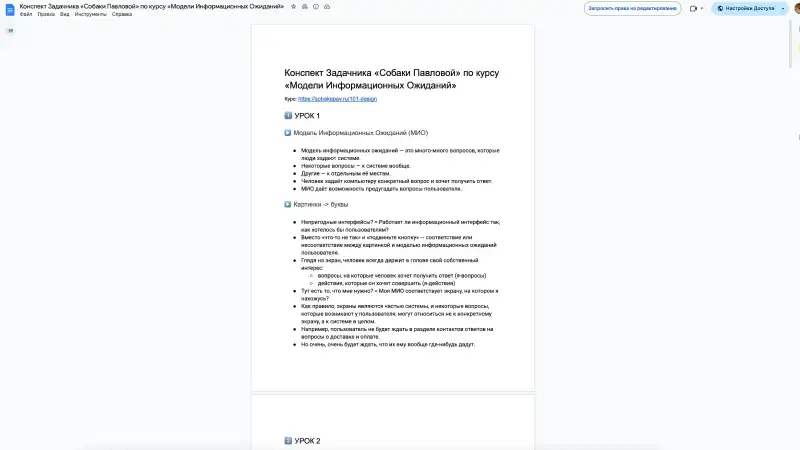 Конспект Задачника «Собаки Павловой» по курсу «Модели Информационных Ожиданий»
Файл Правка Вид Инструменты Справка
Запросить права на редактирование
Настройки Доступа
Конспект Задачника «Собаки Павловой» по курсу
«Модели Информационных Ожиданий»
Курс: https://sobakapav.ru/101-design
1 УРОК 1
Модель Информационных Ожиданий (МИО)
● Модель информационных ожиданий — это много-много вопросов, которые
люди задают системе.
● Некоторые вопросы — к системе вообще.
● Другие — к отдельным её местам.
● Человек задаёт компьютеру конкретный вопрос и хочет получить ответ.
● МИО даёт возможность предугадать вопросы пользователя.
Картинки -> буквы
● Непригодные интерфейсы? = Работает ли информационный интерфейс так,
как хотелось бы пользователям?
● Вместо «что-то не так» и «подвиньте кнопку» — соответствие или
несоответствие между картинкой и моделью информационных ожиданий
пользователя.
● Глядя на экран, человек всегда держит в голове свой собственный
интерес:
○ вопросы, на которые человек хочет получить ответ (я-вопросы)
○ действия, которые он хочет совершить (я-действия)
● Тут есть то, что мне нужно? = Моя МИО соответствует экрану, на котором я
нахожусь?
● Как правило, экраны являются частью системы, и некоторые вопросы,
которые возникают у пользователя, могут относиться не к конкретному
экрану, а к системе в целом.
● Например, пользователь не будет ждать в разделе контактов ответов на
вопросы о доставке и оплате.
● Но очень, очень будет ждать, что их ему вообще где-нибудь дадут.
2 УРОК 2